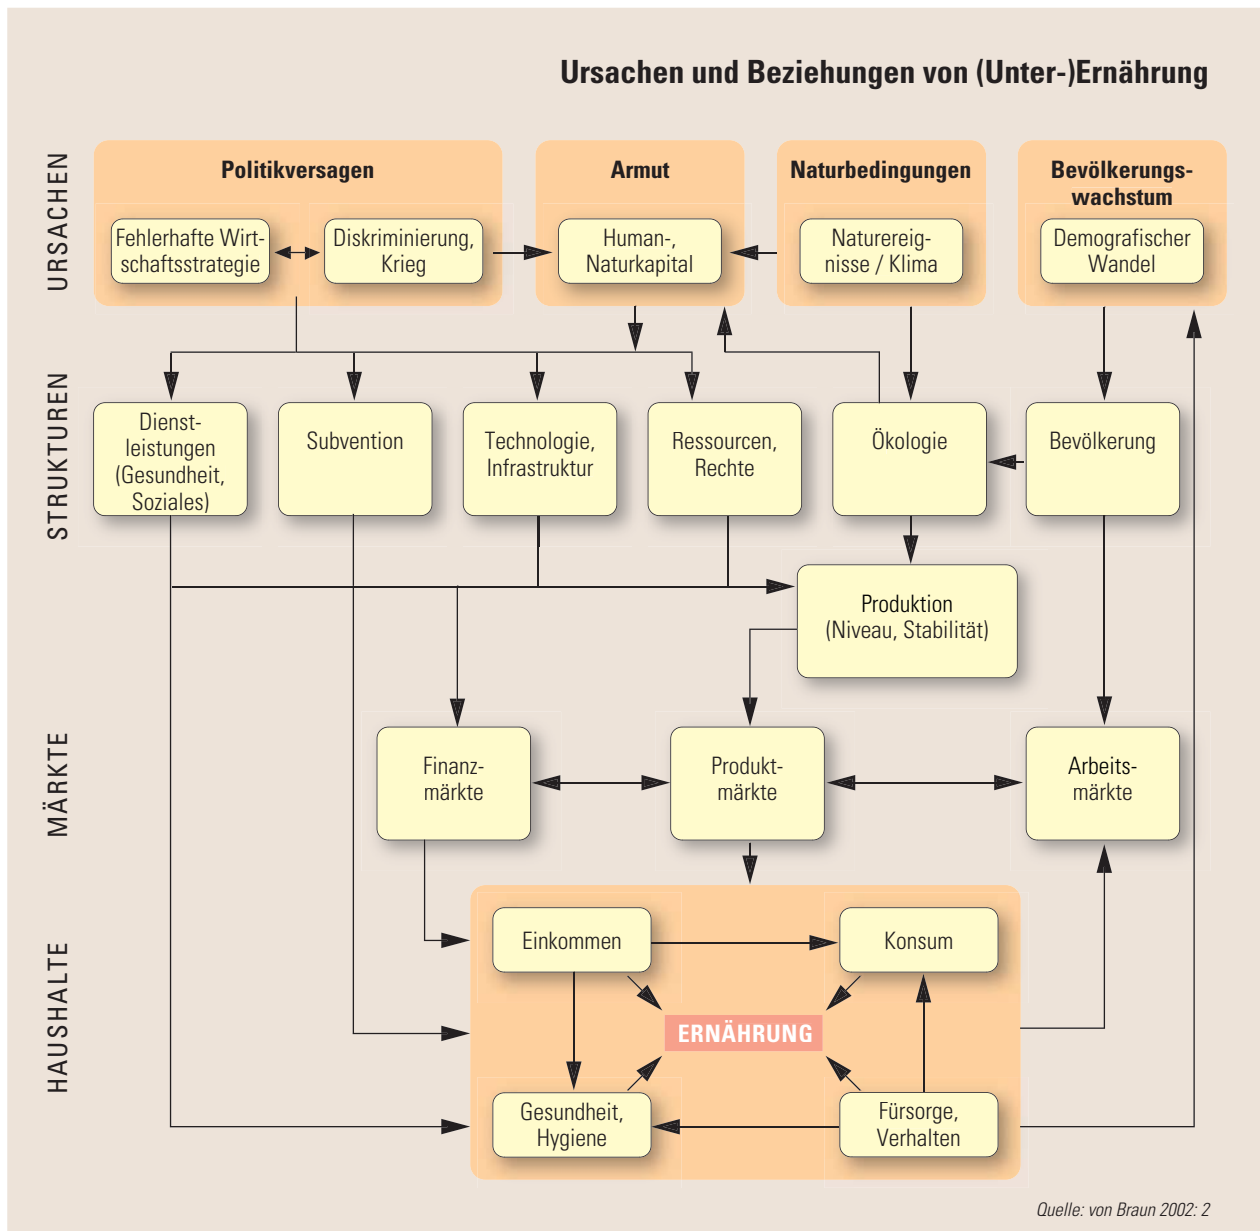 Ursachen und Beziehungen von (Unter-)Ernährung
URSACHEN
Politikversagen
Fehlerhafte Wirt-
schaftsstrategie
Diskriminierung,
Krieg
Armut
Human-,
Naturkapital
Naturbedingungen
Naturereig-
nisse / Klima
Bevölkerungs-
wachstum
Demografischer
Wandel
STRUKTUREN
Dienst-
leistungen
(Gesundheit,
Soziales)
Subvention
Technologie,
Infrastruktur
Ressourcen,
Rechte
Ökologie
Bevölkerung
Produktion
(Niveau, Stabilität)
MÄRKTE
Finanz-
märkte
Produkt-
märkte
Arbeits-
märkte
HAUSHALTE
Einkommen
Konsum
ERNÄHRUNG
Gesundheit,
Hygiene
Fürsorge,
Verhalten
Quelle: von Braun 2002: 2